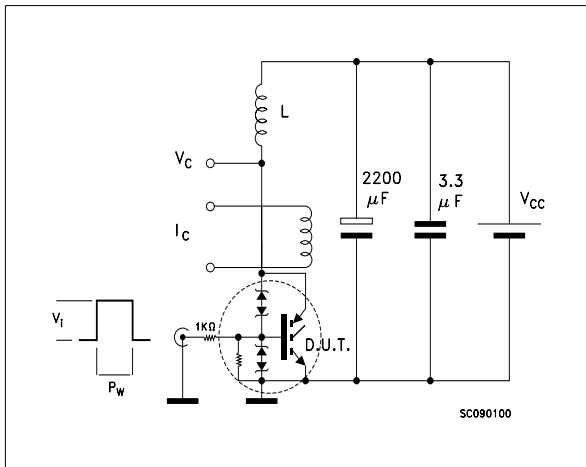 L
V_C
2200
μF
3.3
μF
V_CC
I_C
V_I
1KΩ
D.U.T.
P_W
SC090100